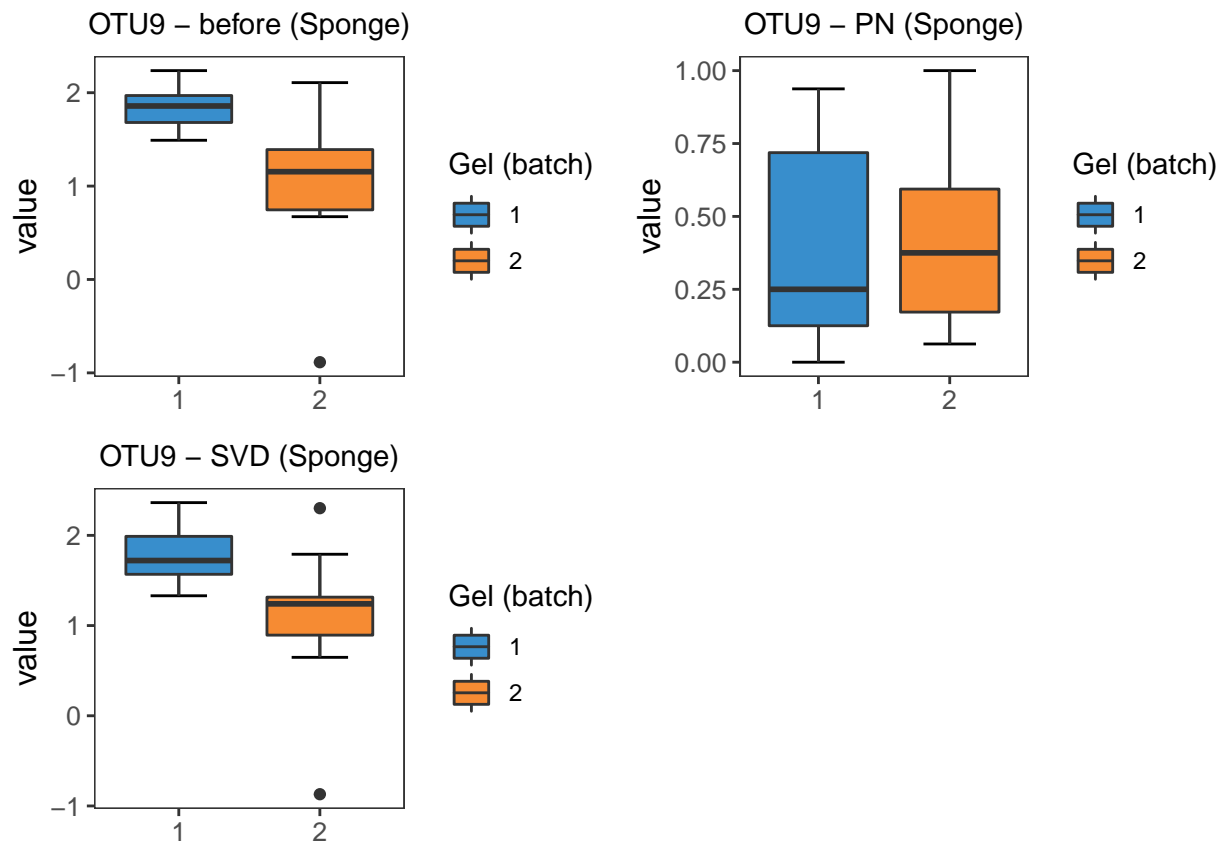 OTU9 – before (Sponge)
value
2
1
0
−1
1
2
Gel (batch)
1
2
OTU9 – PN (Sponge)
value
1.00
0.75
0.50
0.25
0.00
1
2
Gel (batch)
1
2
OTU9 – SVD (Sponge)
value
2
1
0
−1
1
2
Gel (batch)
1
2